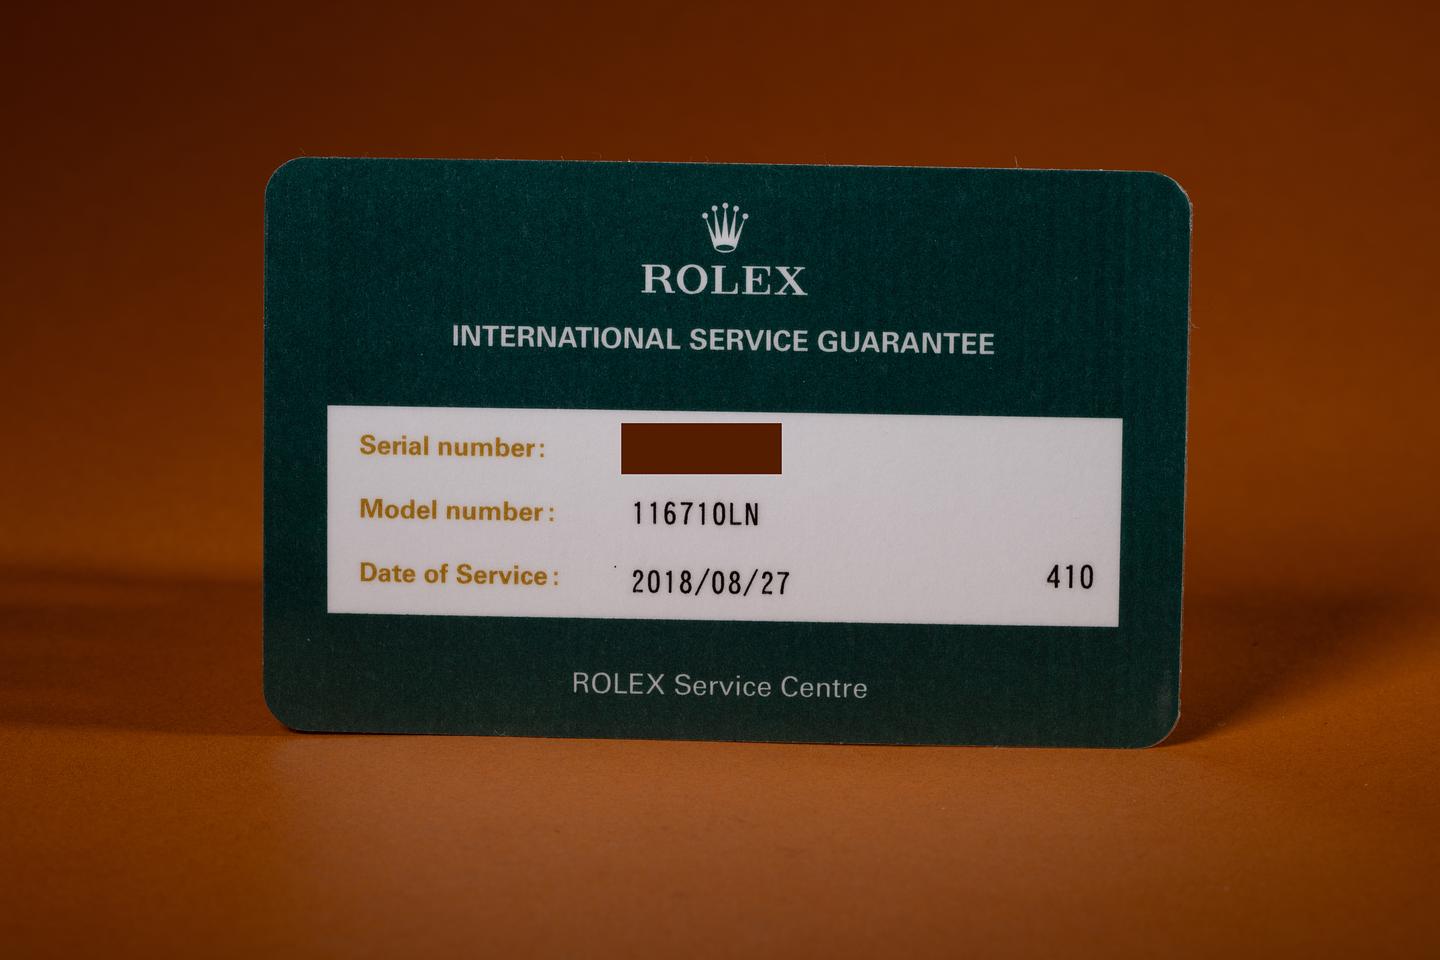 ROLEX
INTERNATIONAL SERVICE GUARANTEE
Serial number:
Model number: 116710LN
Date of Service: 2018/08/27 410
ROLEX Service Centre